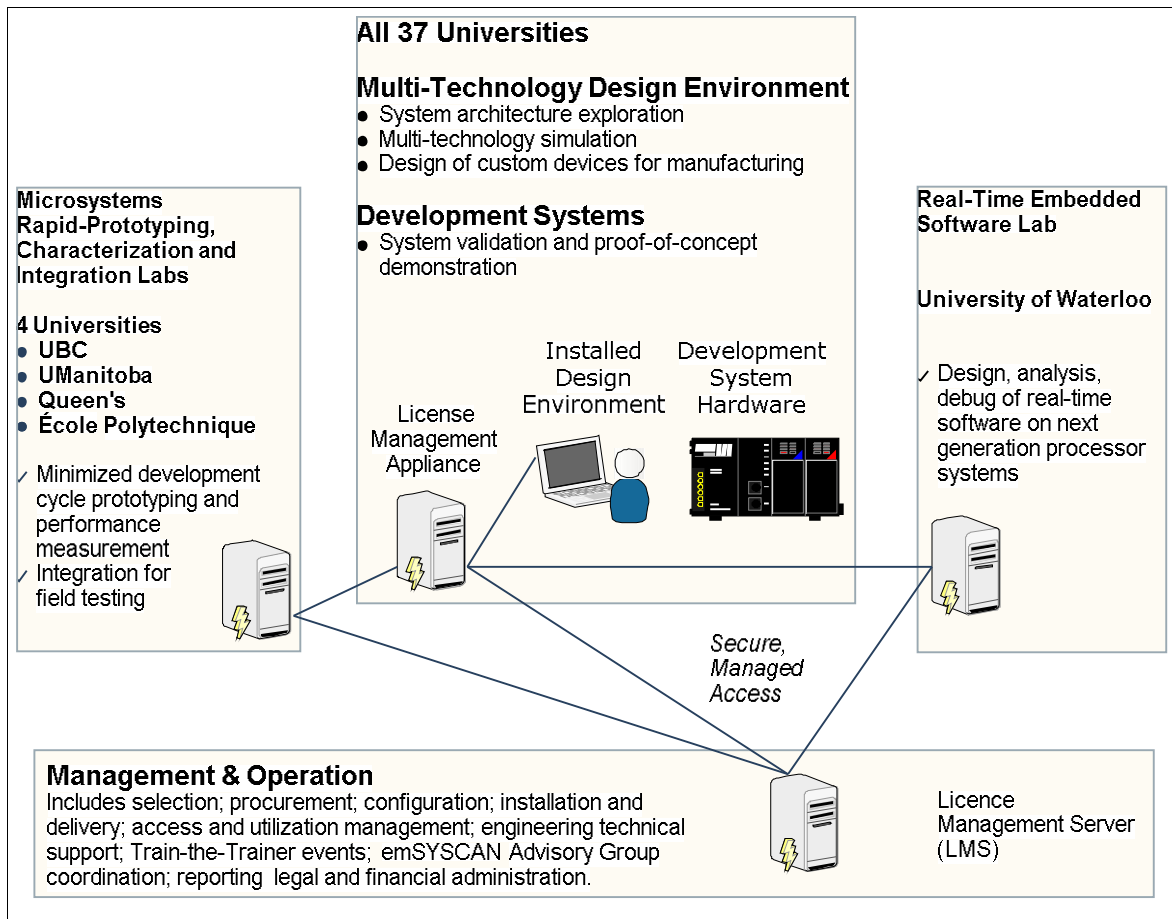 All 37 Universities
Multi-Technology Design Environment
● System architecture exploration
● Multi-technology simulation
● Design of custom devices for manufacturing
Development Systems
● System validation and proof-of-concept
demonstration
Microsystems
Rapid-Prototyping,
Characterization and
Integration Labs
4 Universities
● UBC
● UManitoba
● Queen's
● École Polytechnique
✓ Minimized development
cycle prototyping and
performance
measurement
✓ Integration for
field testing
License
Management
Appliance
Installed
Design
Environment
Development
System
Hardware
Real-Time Embedded
Software Lab
University of Waterloo
✓ Design, analysis,
debug of real-time
software on next
generation processor
systems
Secure,
Managed
Access
Management & Operation
Includes selection; procurement; configuration; installation and
delivery; access and utilization management; engineering technical
support; Train-the-Trainer events; emSYSCAN Advisory Group
coordination; reporting legal and financial administration.
Licence
Management Server
(LMS)